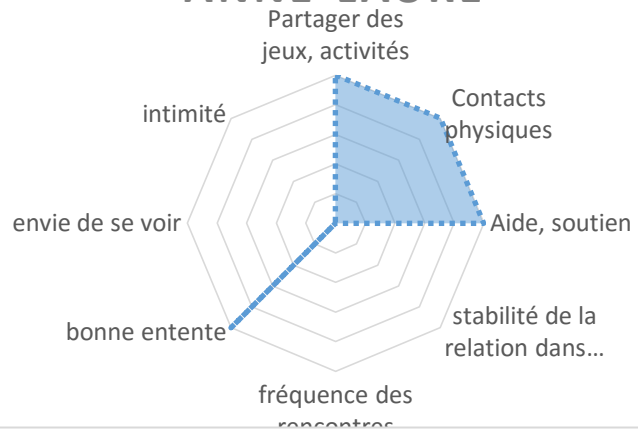 Partager des
jeux, activités
Contacts
physiques
Aide, soutien
stabilité de la
relation dans…
fréquence des
rencontres
bonne entente
envie de se voir
intimité